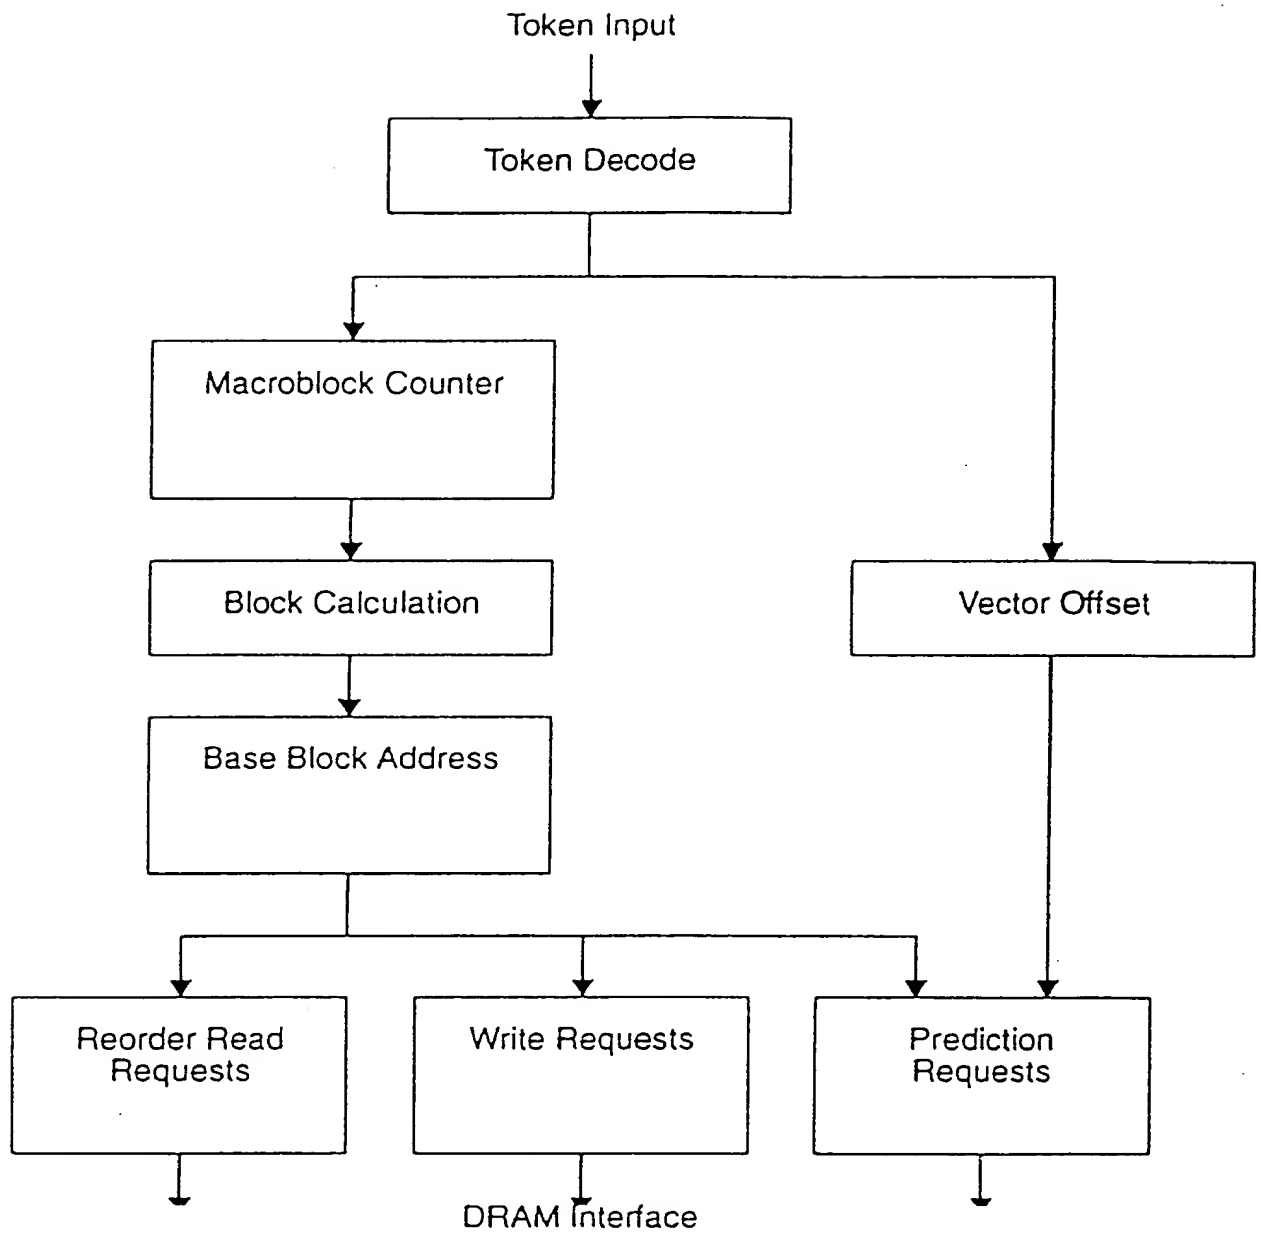 Token Input
Token Decode
Macroblock Counter
Block Calculation
Vector Offset
Base Block Address
Reorder Read
Requests
Write Requests
Prediction
Requests
DRAM Interface